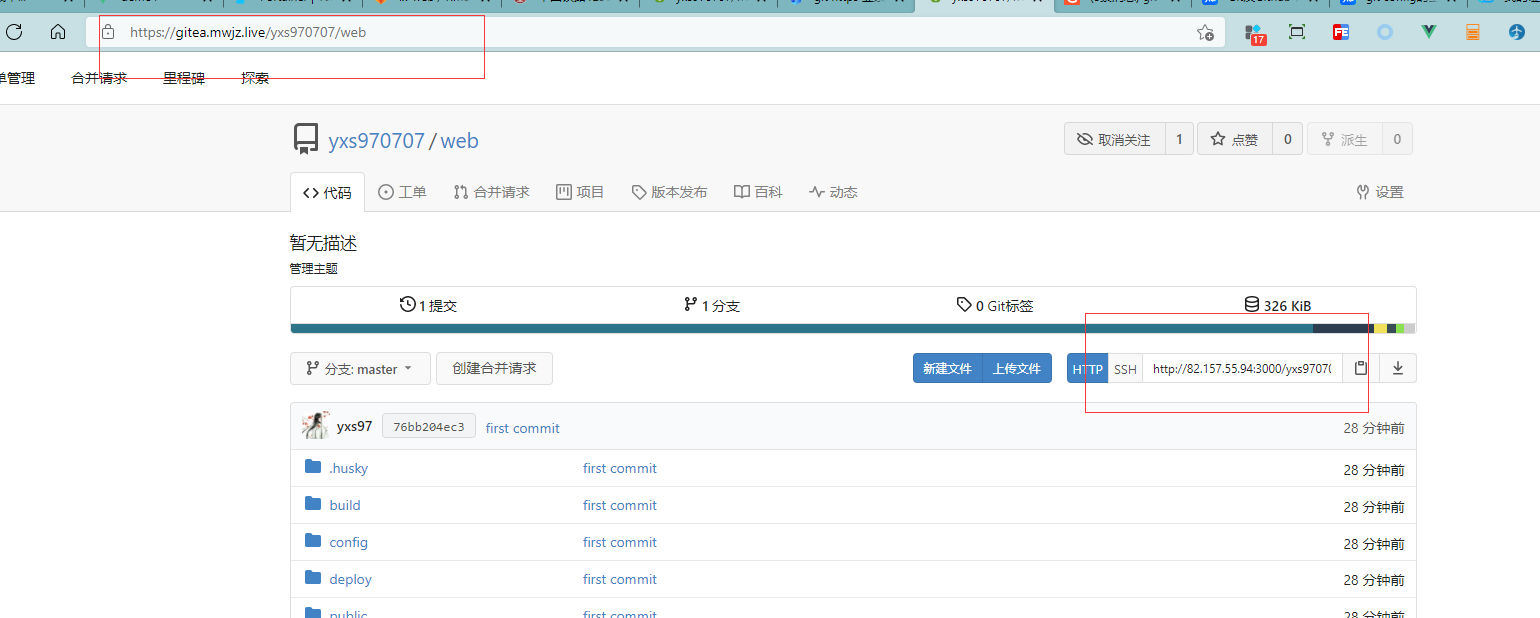 https://gitea.mwjz.live/yxs970707/web
17
FE
单管理 合并请求 里程碑 探索
yxs970707 / web
取消关注 1 点赞 0 派生 0
代码 工单 合并请求 项目 版本发布 百科 动态 设置
暂无描述
管理主题
1 提交 1 分支 0 Git标签 326 KiB
分支: master 创建合并请求 新建文件 上传文件 HTTP SSH http://82.157.55.94:3000/yxs97070
yxs97 76bb204ec3 first commit 28 分钟前
.husky first commit 28 分钟前
build first commit 28 分钟前
config first commit 28 分钟前
deploy first commit 28 分钟前
public first commit 28 分钟前